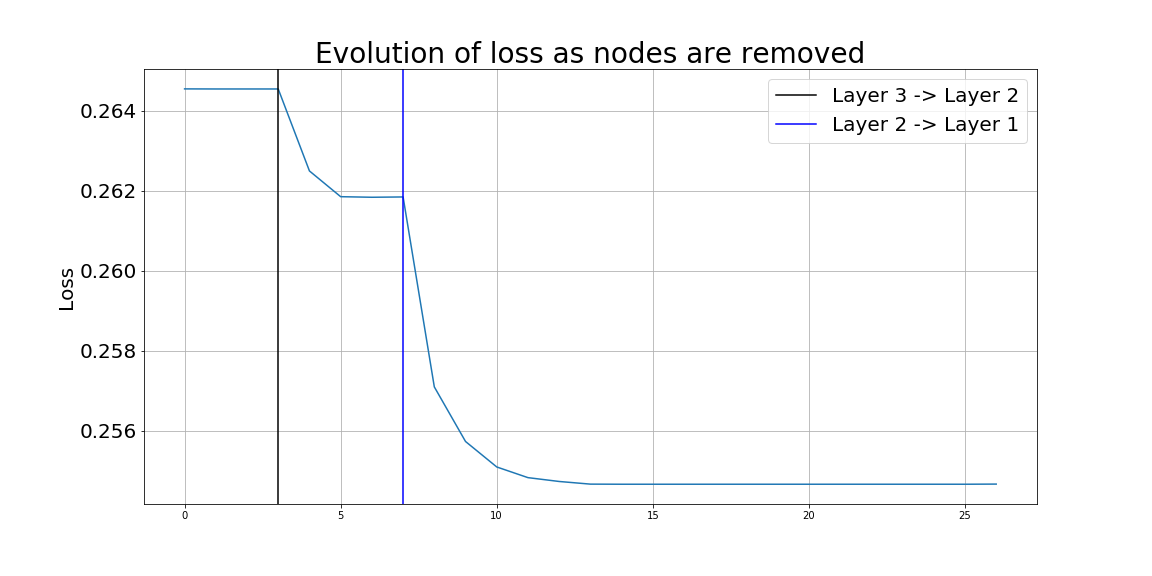 Evolution of loss as nodes are removed
Layer 3 -> Layer 2
Layer 2 -> Layer 1
Loss
0.264
0.262
0.260
0.258
0.256
0 5 10 15 20 25